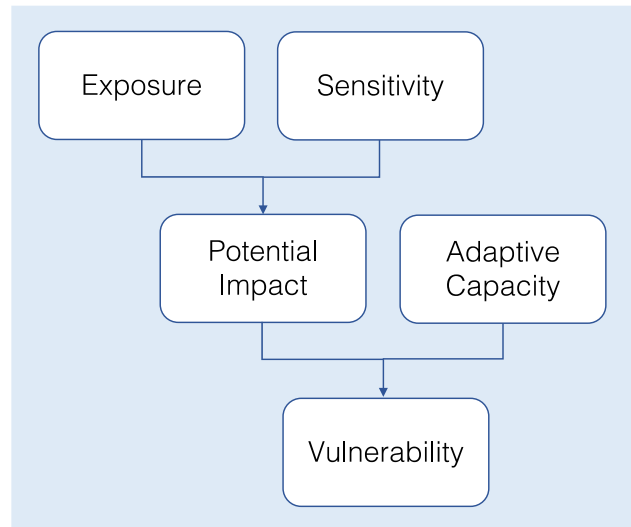 Exposure
Sensitivity
Potential
Impact
Adaptive
Capacity
Vulnerability